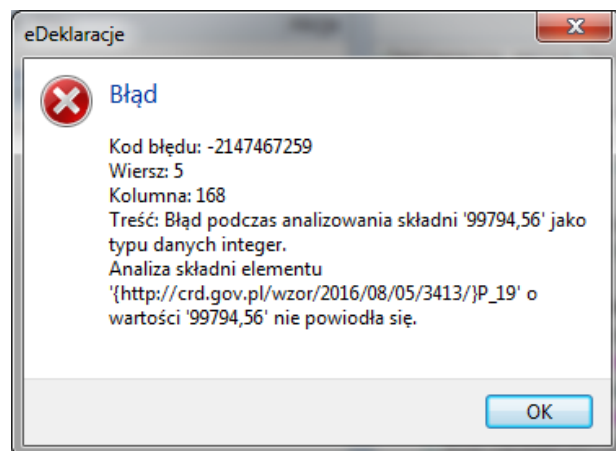 eDeklaracje
Błąd
Kod błędu: -2147467259
Wiersz: 5
Kolumna: 168
Treść: Błąd podczas analizowania składni '99794,56' jako
typu danych integer.
Analiza składni elementu
'{http://crd.gov.pl/wzor/2016/08/05/3413/}P_19' o
wartości '99794,56' nie powiodła się.
OK